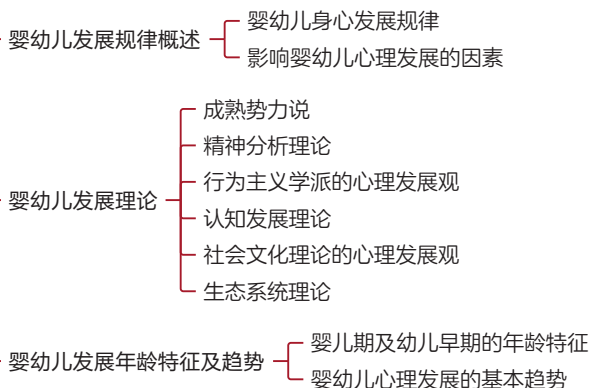 婴幼儿发展规律概述
婴幼儿身心发展规律
影响婴幼儿心理发展的因素
婴幼儿发展理论
成熟势力说
精神分析理论
行为主义学派的心理发展观
认知发展理论
社会文化理论的心理发展观
生态系统理论
婴幼儿发展年龄特征及趋势
婴儿期及幼儿早期的年龄特征
婴幼儿心理发展的基本趋势